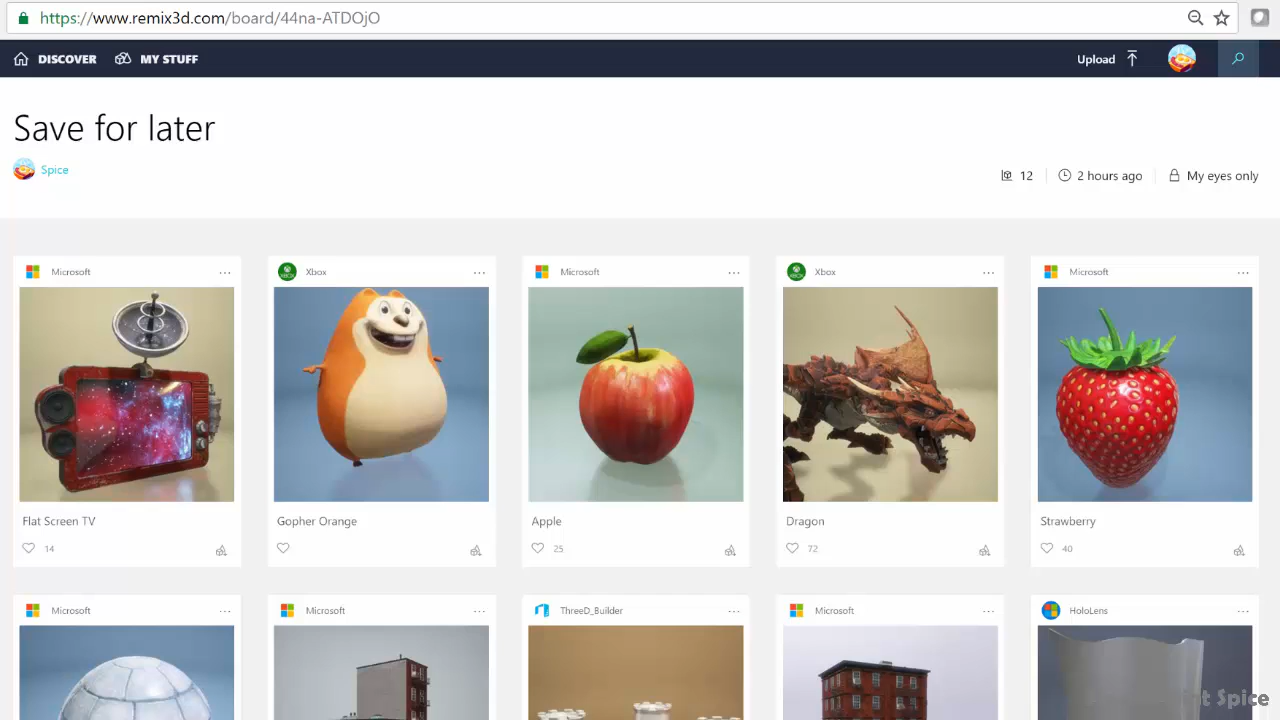 https://www.remix3d.com/board/44na-ATDOjO
DISCOVER MY STUFF Upload
Save for later
Spice
12 2 hours ago My eyes only
Microsoft Xbox Microsoft Xbox Microsoft
Flat Screen TV Gopher Orange Apple Dragon Strawberry
14 25 72 40
Microsoft Microsoft ThreeD_Builder Microsoft HoloLens
nt Spice